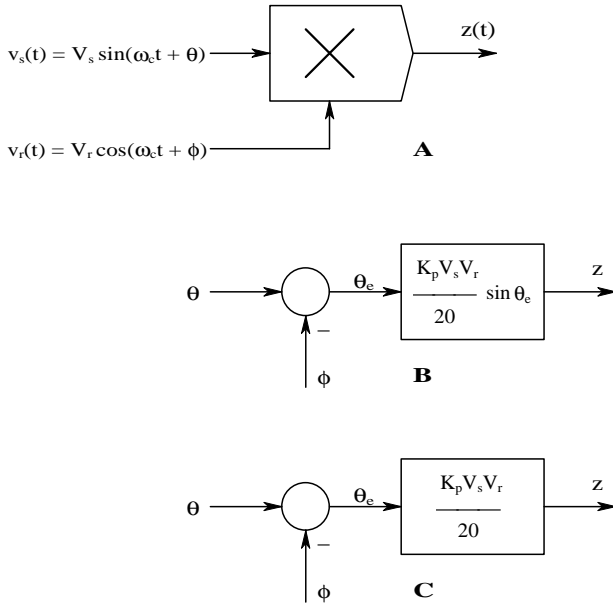 z(t)
v_s(t) = V_s sin(ω_c t + θ)
v_r(t) = V_r cos(ω_c t + ϕ)
A
K_p V_s V_r
z
θ_e
sin θ_e
θ
20
−
ϕ
B
K_p V_s V_r
z
θ_e
θ
20
−
ϕ
C